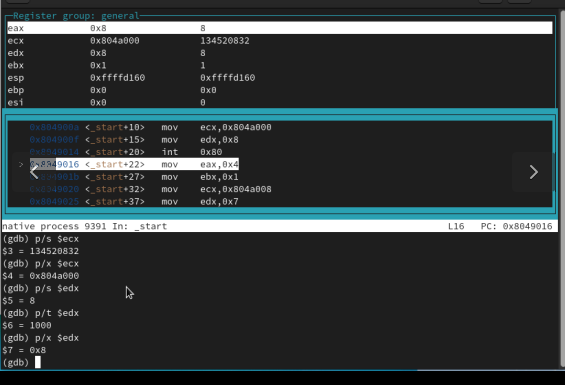 Register group: general
eax 0x8 8
ecx 0x804a000 134520832
edx 0x8 8
ebx 0x1 1
esp 0xffffd160 0xffffd160
ebp 0x0 0x0
esi 0x0 0
0x804900a <_start+10> mov ecx,0x804a000
0x804900f <_start+15> mov edx,0x8
0x8049014 <_start+20> int 0x80
> 0x8049016 <_start+22> mov eax,0x4
0x804901b <_start+27> mov ebx,0x1
0x8049020 <_start+32> mov ecx,0x804a008
0x8049025 <_start+37> mov edx,0x7
native process 9391 In: _start L16 PC: 0x8049016
(gdb) p/s $ecx
$3 = 134520832
(gdb) p/x $ecx
$4 = 0x804a000
(gdb) p/s $edx
$5 = 8
(gdb) p/t $edx
$6 = 1000
(gdb) p/x $edx
$7 = 0x8
(gdb)